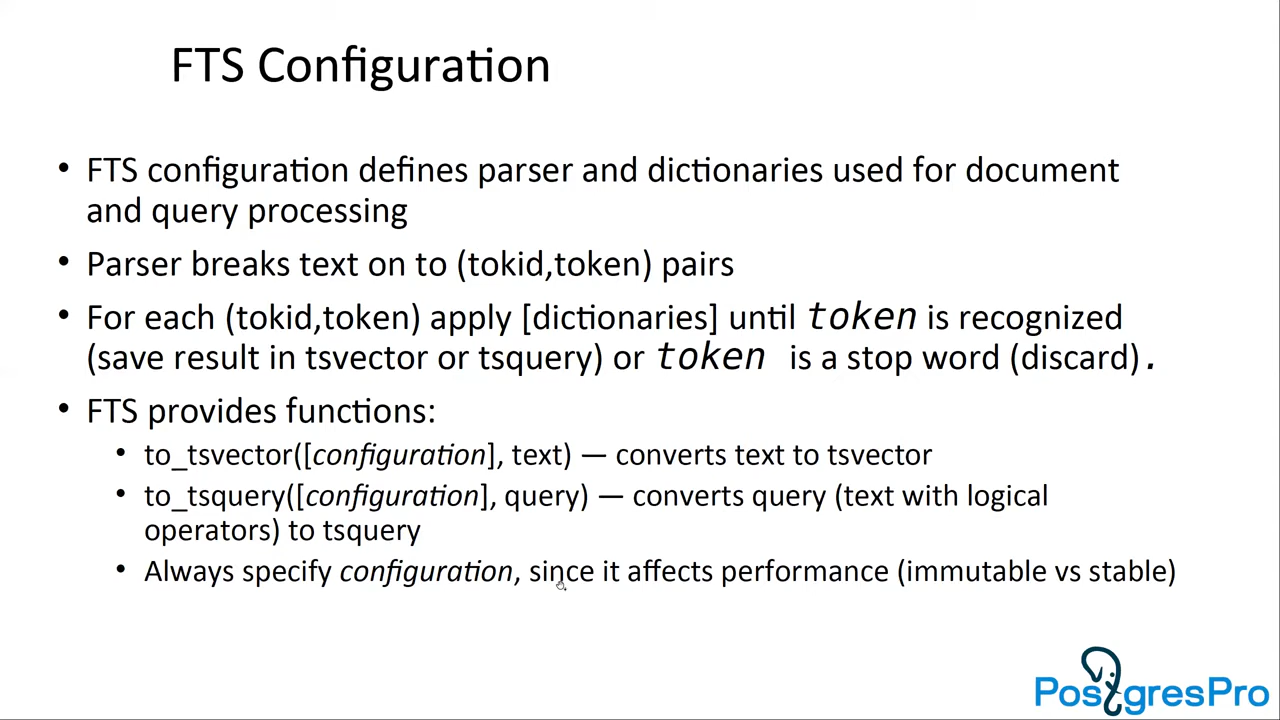 FTS Configuration
• FTS configuration defines parser and dictionaries used for document
and query processing
• Parser breaks text on to (tokid,token) pairs
• For each (tokid,token) apply [dictionaries] until token is recognized
(save result in tsvector or tsquery) or token is a stop word (discard).
• FTS provides functions:
• to_tsvector([configuration], text) — converts text to tsvector
• to_tsquery([configuration], query) — converts query (text with logical
operators) to tsquery
• Always specify configuration, since it affects performance (immutable vs stable)
PostgresPro